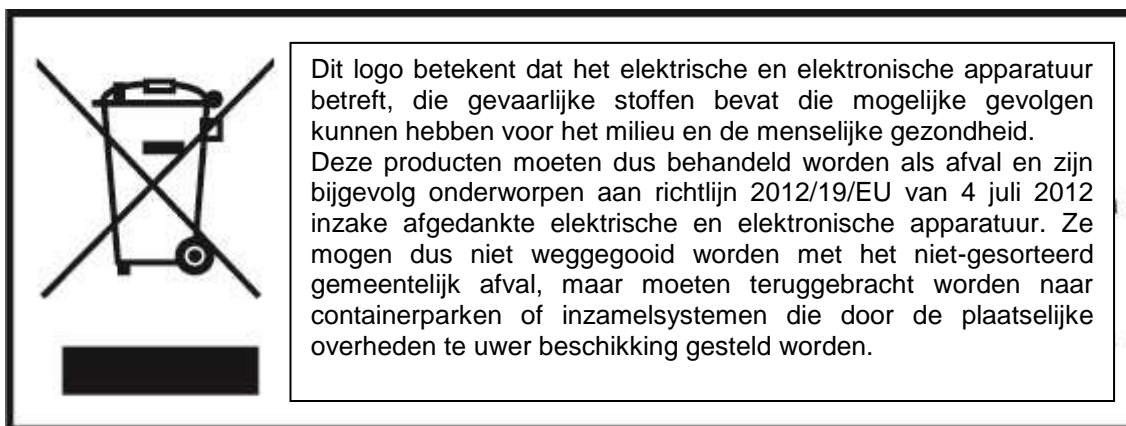 Dit logo betekent dat het elektrische en elektronische apparatuur
betreft, die gevaarlijke stoffen bevat die mogelijke gevolgen
kunnen hebben voor het milieu en de menselijke gezondheid.
Deze producten moeten dus behandeld worden als afval en zijn
bijgevolg onderworpen aan richtlijn 2012/19/EU van 4 juli 2012
inzake afgedankte elektrische en elektronische apparatuur. Ze
mogen dus niet weggegooid worden met het niet-gesorteerd
gemeentelijk afval, maar moeten teruggebracht worden naar
containerparken of inzamelsystemen die door de plaatselijke
overheden te uwer beschikking gesteld worden.